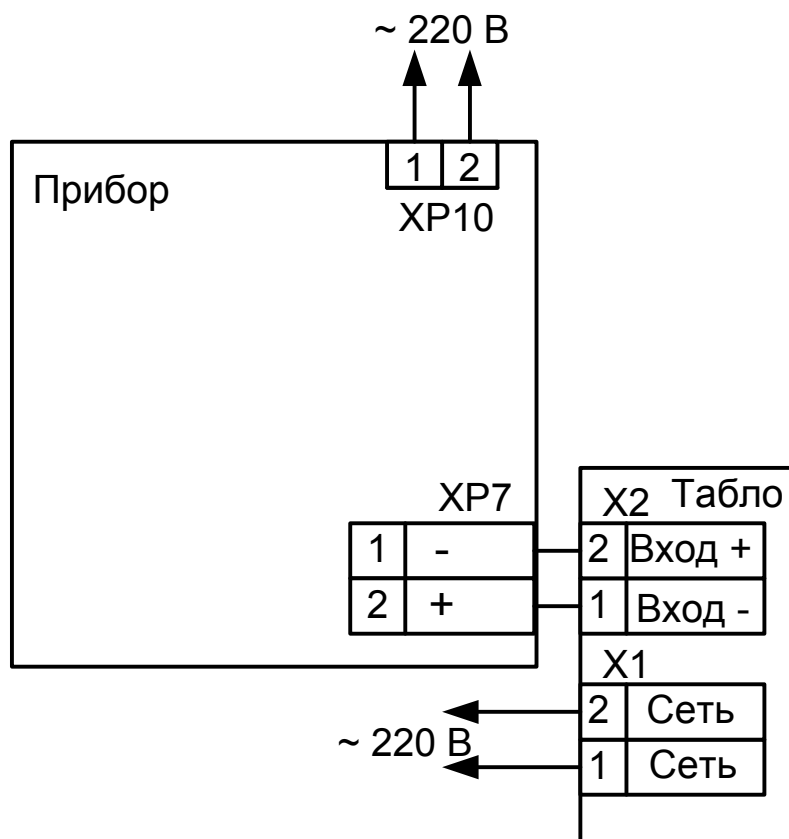 ~ 220 В
1 2
Прибор
XP10
XP7
X2 Табло
1 - 2 Вход +
2 + 1 Вход -
X1
2 Сеть
~ 220 В
1 Сеть